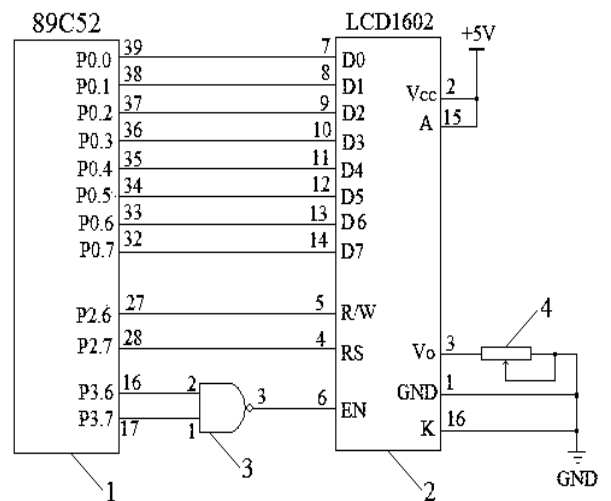 89C52 LCD1602
+5V
P0.0 39 7 D0
P0.1 38 8 D1
P0.2 37 9 D2
P0.3 36 10 D3
P0.4 35 11 D4
P0.5 34 12 D5
P0.6 33 13 D6
P0.7 32 14 D7
Vcc 2
A 15
P2.6 27 5 R/W
P2.7 28 4 RS
Vo 3 4
GND 1
P3.6 16 2
P3.7 17 1
3 6 EN
K 16
GND
1 3 2